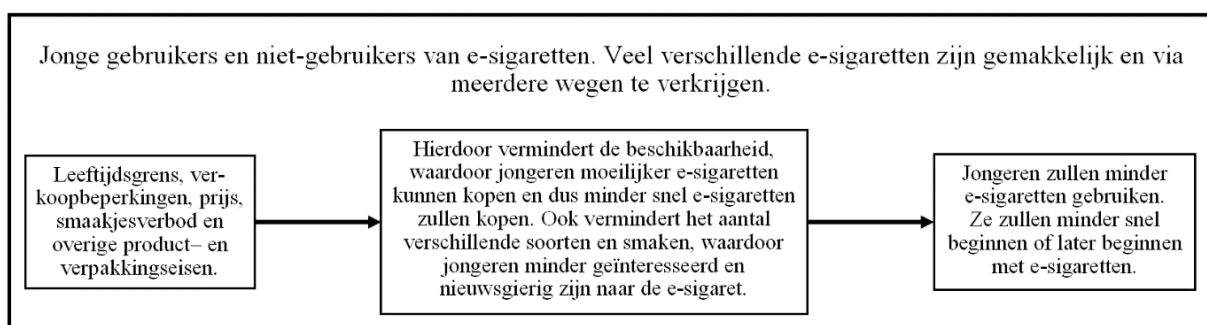 Jonge gebruikers en niet-gebruikers van e-sigaretten. Veel verschillende e-sigaretten zijn gemakkelijk en via
meerdere wegen te verkrijgen.
Leeftijdsgrens, ver-
koopbeperkingen, prijs,
smaakjesverbod en
overige product– en
verpakkingseisen.
Hierdoor vermindert de beschikbaarheid,
waardoor jongeren moeilijker e-sigaretten
kunnen kopen en dus minder snel e-sigaretten
zullen kopen. Ook vermindert het aantal
verschillende soorten en smaken, waardoor
jongeren minder geïnteresseerd en
nieuwsgierig zijn naar de e-sigaret.
Jongeren zullen minder
e-sigaretten gebruiken.
Ze zullen minder snel
beginnen of later beginnen
met e-sigaretten.